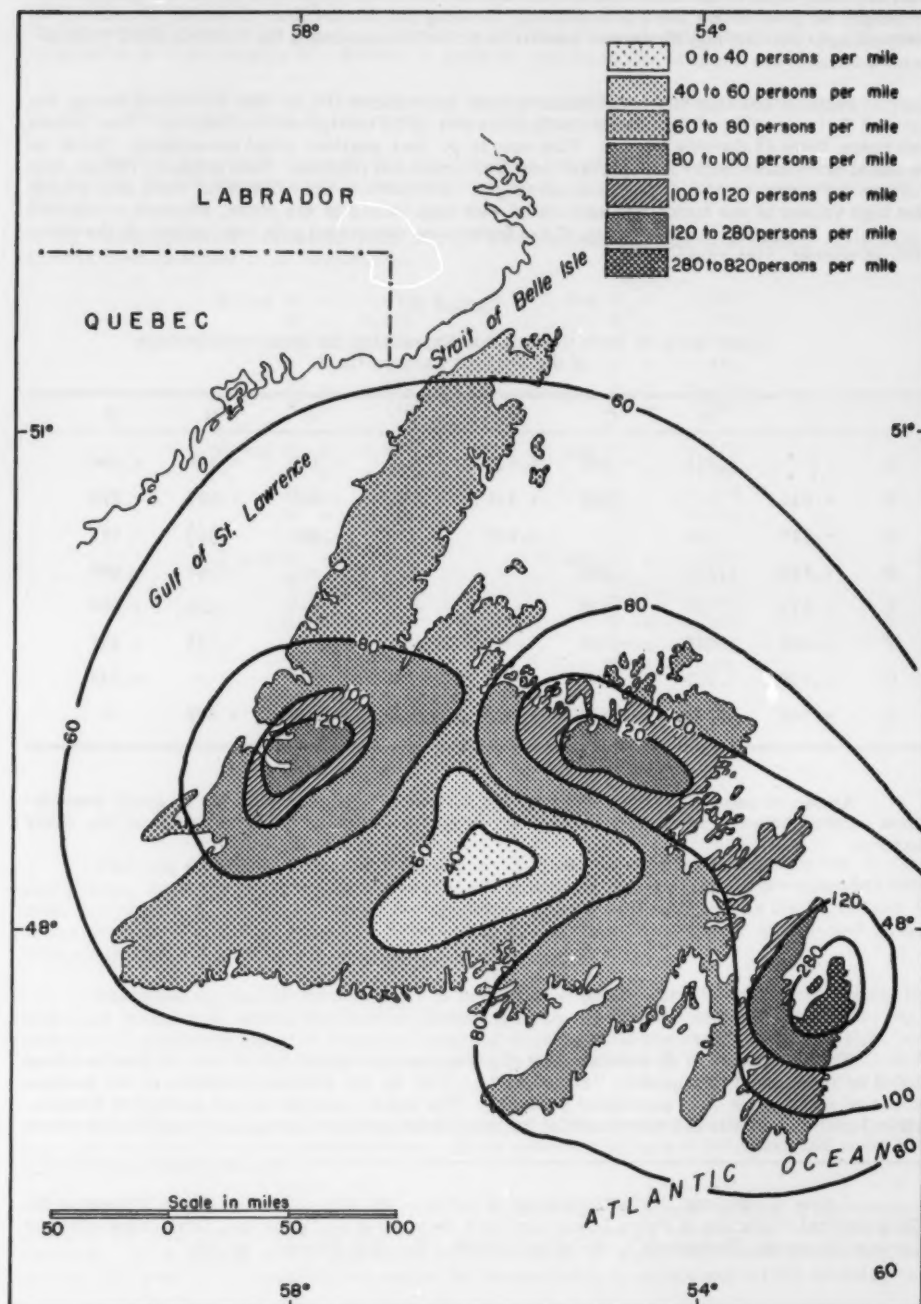 58° 54°
0 to 40 persons per mile
40 to 60 persons per mile
60 to 80 persons per mile
80 to 100 persons per mile
100 to 120 persons per mile
120 to 280 persons per mile
280 to 820 persons per mile
LABRADOR
QUEBEC
Strait of Belle Isle
60
51° 51°
Gulf of St. Lawrence
80
80
60
100
120
100
120
60
40
48° 120 48°
280
80
100
80
ATLANTIC OCEAN
Scale in miles
50 0 50 100
58° 54° 60